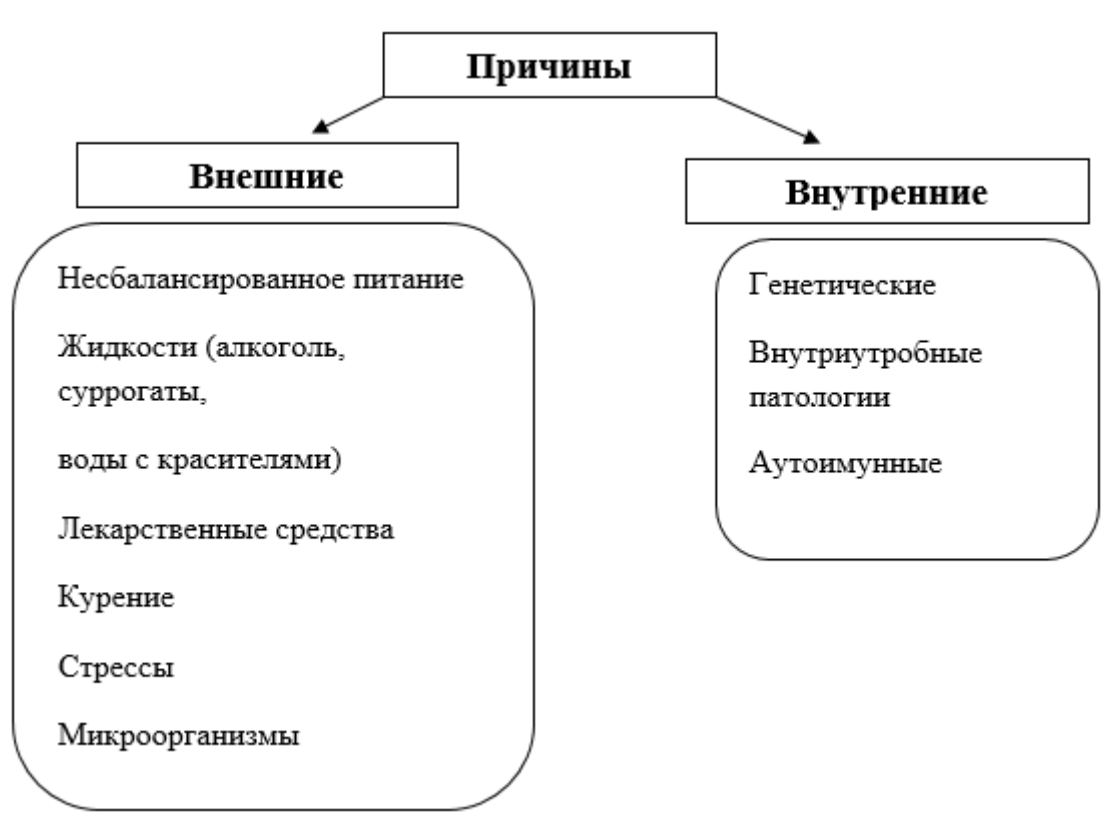 Причины
Внешние
Несбалансированное питание
Жидкости (алкоголь,
суррогаты,
воды с красителями)
Лекарственные средства
Курение
Стрессы
Микроорганизмы
Внутренние
Генетические
Внутриутробные
патологии
Аутоимунные